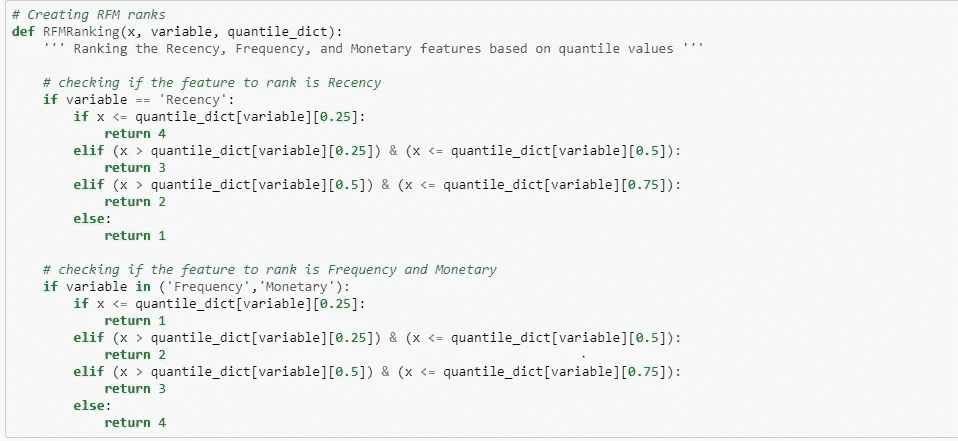 # Creating RFM ranks
def RFMRanking(x, variable, quantile_dict):
    ''' Ranking the Recency, Frequency, and Monetary features based on quantile values '''

    # checking if the feature to rank is Recency
    if variable == 'Recency':
        if x <= quantile_dict[variable][0.25]:
            return 4
        elif (x > quantile_dict[variable][0.25]) & (x <= quantile_dict[variable][0.5]):
            return 3
        elif (x > quantile_dict[variable][0.5]) & (x <= quantile_dict[variable][0.75]):
            return 2
        else:
            return 1

    # checking if the feature to rank is Frequency and Monetary
    if variable in ('Frequency','Monetary'):
        if x <= quantile_dict[variable][0.25]:
            return 1
        elif (x > quantile_dict[variable][0.25]) & (x <= quantile_dict[variable][0.5]):
            return 2
        elif (x > quantile_dict[variable][0.5]) & (x <= quantile_dict[variable][0.75]):
            return 3
        else:
            return 4